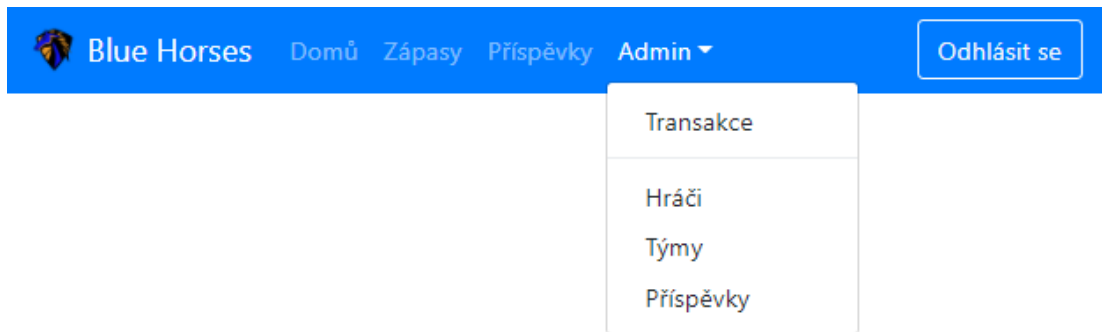 Blue Horses Domů Zápasy Příspěvky Admin Odhlásit se
Transakce
Hráči
Týmy
Příspěvky